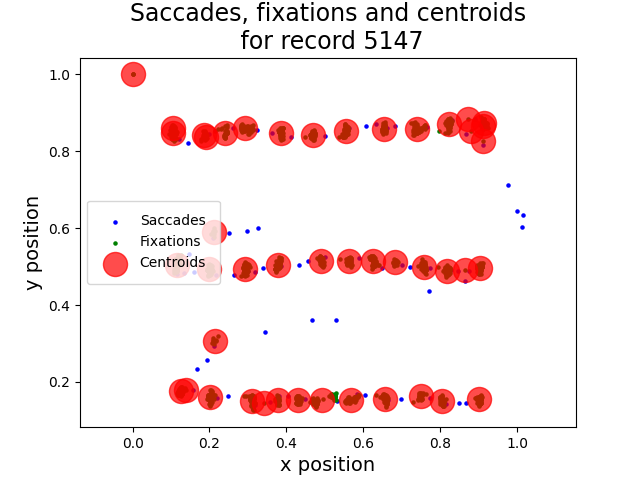 Saccades, fixations and centroids
for record 5147
1.0
0.8
0.6
0.4
0.2
y position
Saccades
Fixations
Centroids
0.0
0.2
0.4
0.6
0.8
1.0
x position